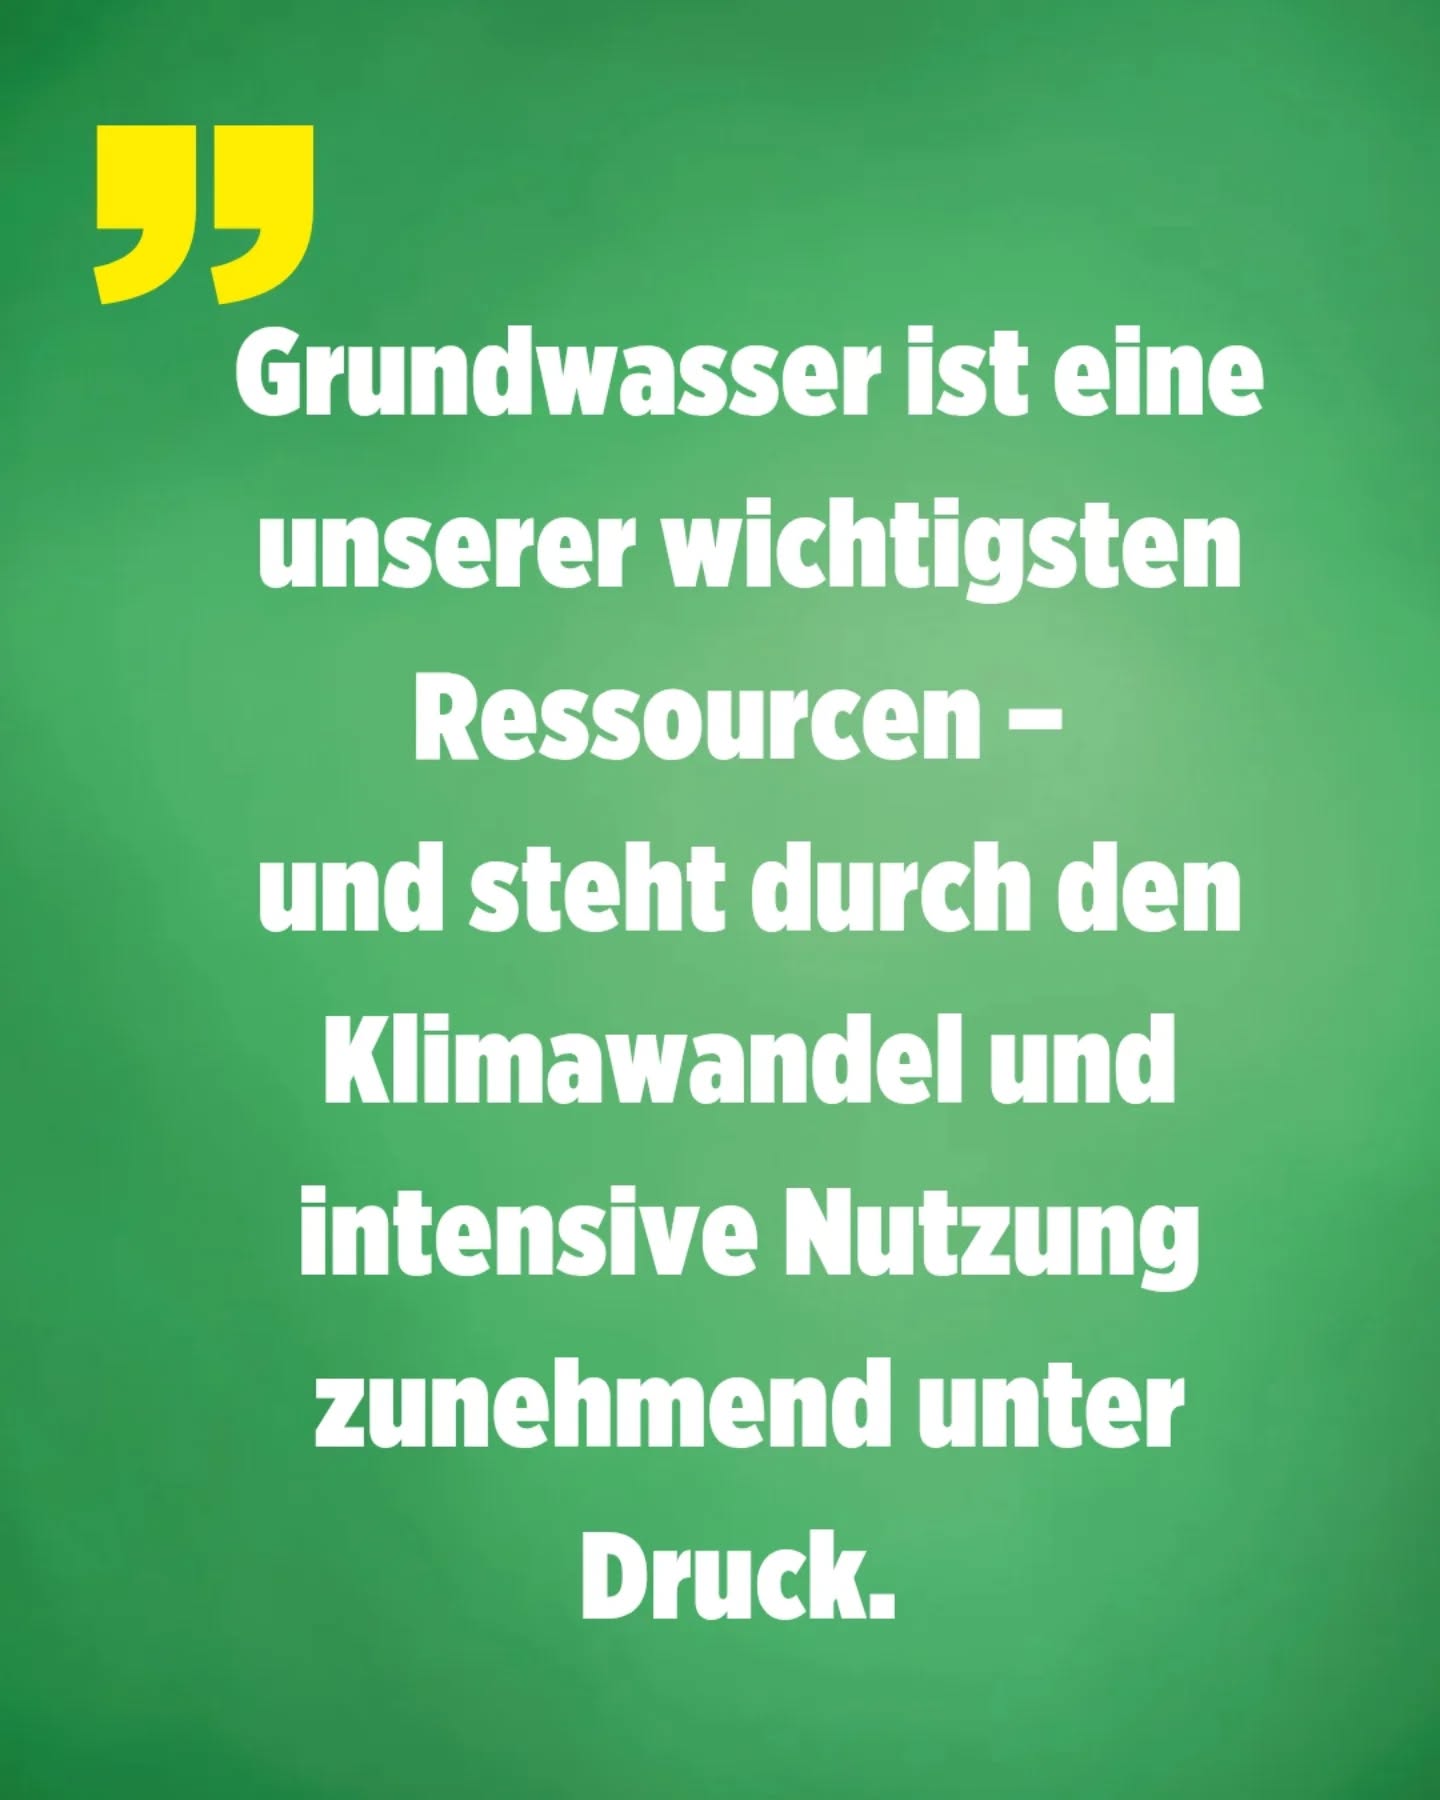 ”
Grundwasser ist eine
unserer wichtigsten
Ressourcen –
und steht durch den
Klimawandel und
intensive Nutzung
zunehmend unter
Druck.